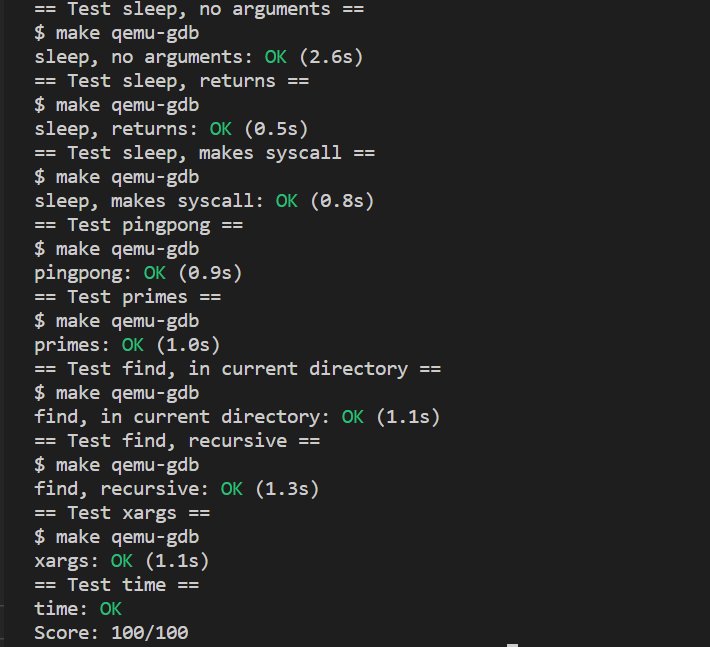 == Test sleep, no arguments ==
$ make qemu-gdb
sleep, no arguments: OK (2.6s)
== Test sleep, returns ==
$ make qemu-gdb
sleep, returns: OK (0.5s)
== Test sleep, makes syscall ==
$ make qemu-gdb
sleep, makes syscall: OK (0.8s)
== Test pingpong ==
$ make qemu-gdb
pingpong: OK (0.9s)
== Test primes ==
$ make qemu-gdb
primes: OK (1.0s)
== Test find, in current directory ==
$ make qemu-gdb
find, in current directory: OK (1.1s)
== Test find, recursive ==
$ make qemu-gdb
find, recursive: OK (1.3s)
== Test xargs ==
$ make qemu-gdb
xargs: OK (1.1s)
== Test time ==
time: OK
Score: 100/100